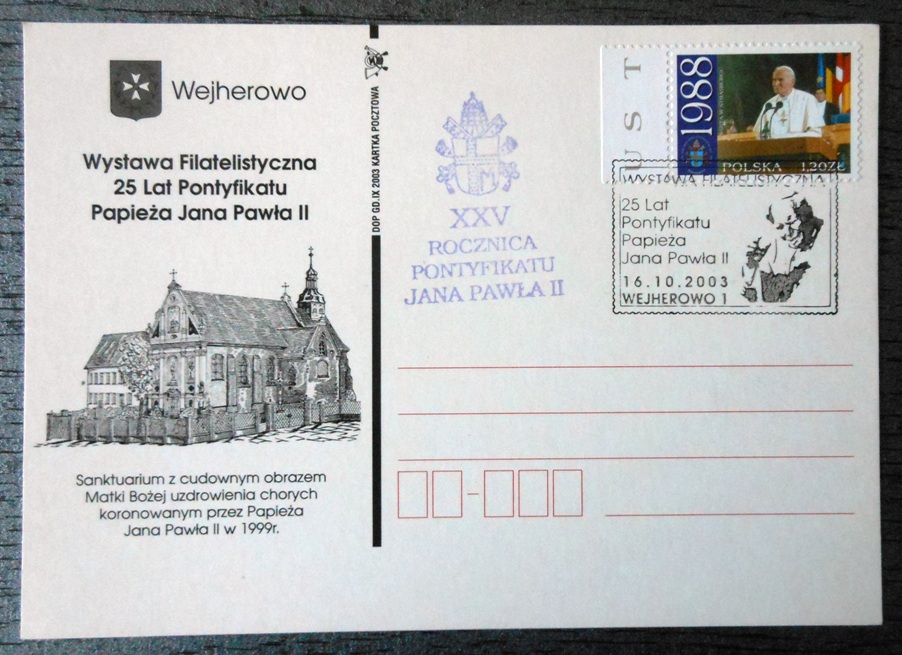 Wejherowo
Wystawa Filatelistyczna
25 Lat Pontyfikatu
Papieża Jana Pawła II
Sanktuarium z cudownym obrazem
Matki Bożej uzdrowienia chorych
koronowanym przez Papieża
Jana Pawła II w 1999r.
DOP GD.IX 2003 KARTKA POCZTOWA
XXV
ROCZNICA
PONTYFIKATU
JANA PAWŁA II
U S T
1988
POLSKA 1,20ZŁ
WYSTAWA FILATELISTYCZNA
25 Lat
Pontyfikatu
Papieża
Jana Pawła II
16.10.2003
WEJHEROWO 1